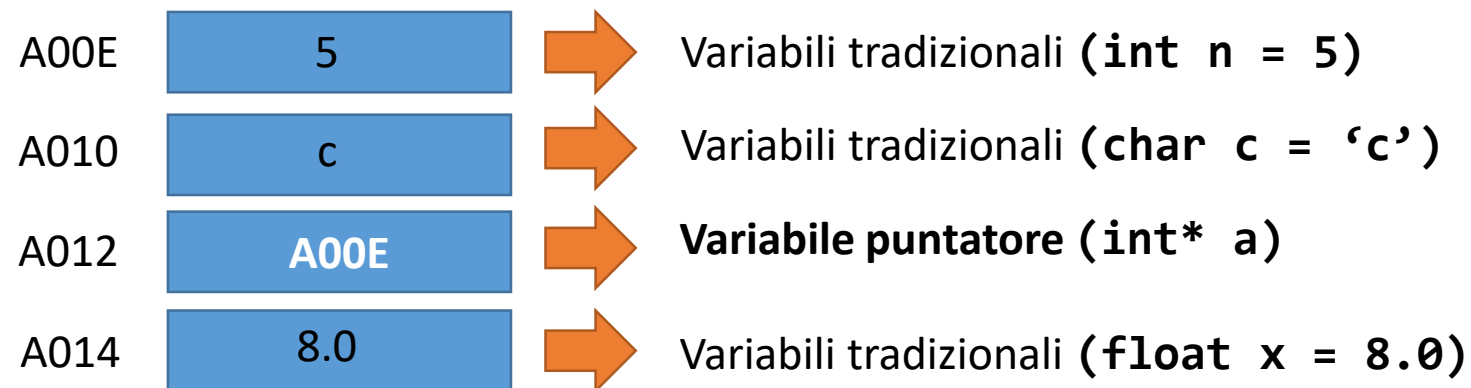 A00E 5 Variabili tradizionali (int n = 5)
A010 c Variabili tradizionali (char c = ‘c’)
A012 A00E Variabile puntatore (int* a)
A014 8.0 Variabili tradizionali (float x = 8.0)